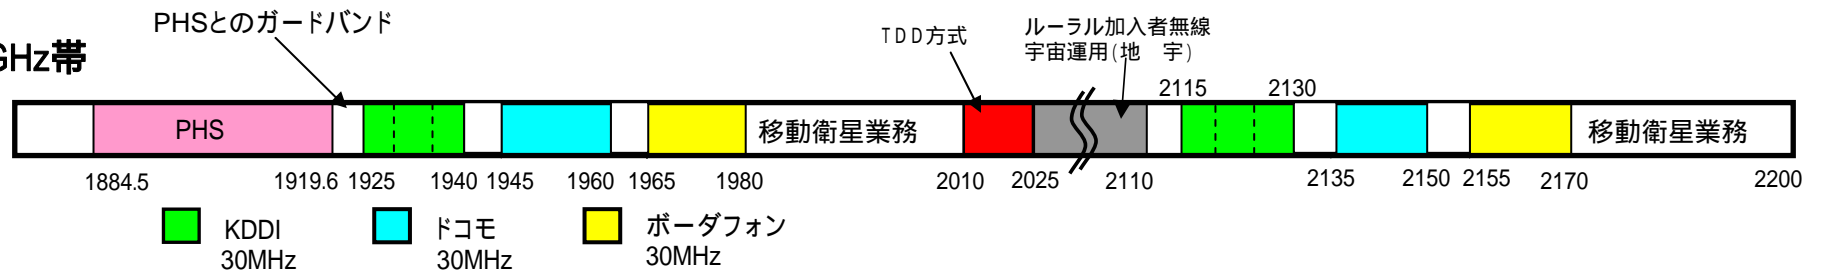 PHSとのガードバンド
GHz帯
TDD方式
ルーラル加入者無線
宇宙運用(地 宇)
2115
2130
PHS
移動衛星業務
移動衛星業務
1884.5
1919.6
1925
1940
1945
1960
1965
1980
2010
2025
2110
2135
2150
2155
2170
2200
KDDI
30MHz
ドコモ
30MHz
ボーダフォン
30MHz